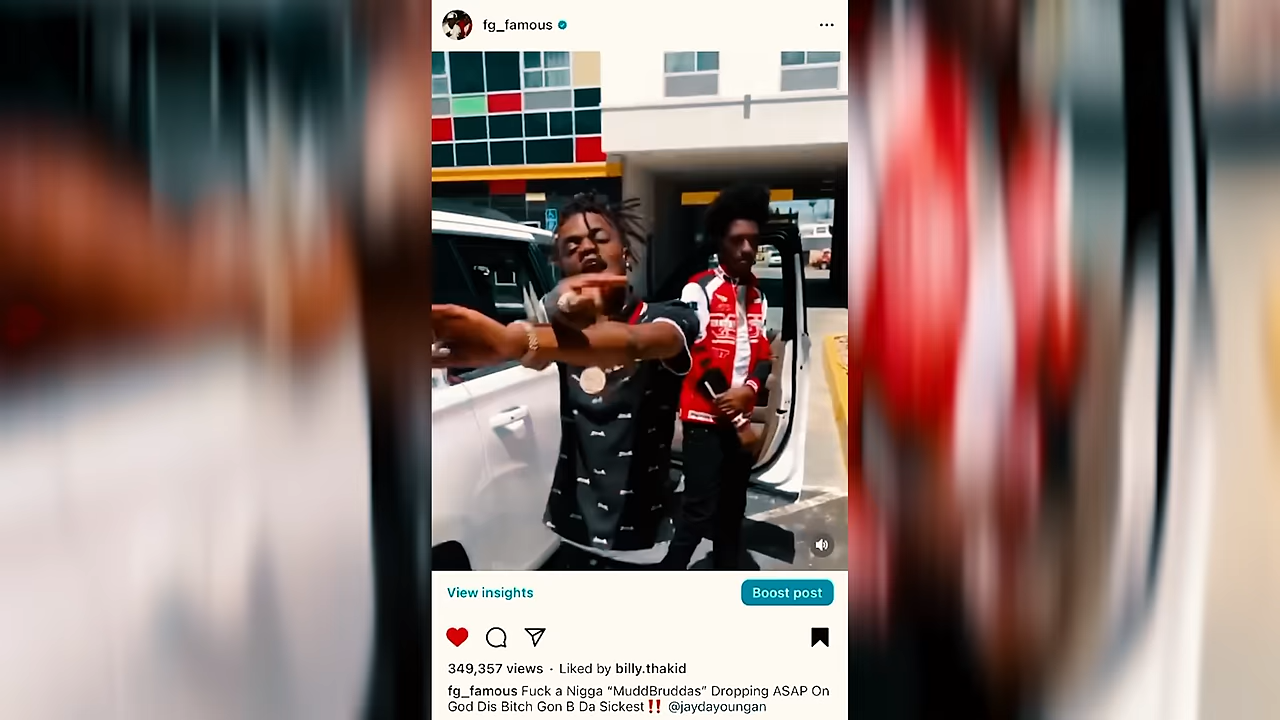 fg_famous
View insights
Boost post
349,357 views · Liked by billy.thakid
fg_famous Fuck a Nigga “MuddBruddas” Dropping ASAP On
God Dis Bitch Gon B Da Sickest‼️ @jaydayoungan